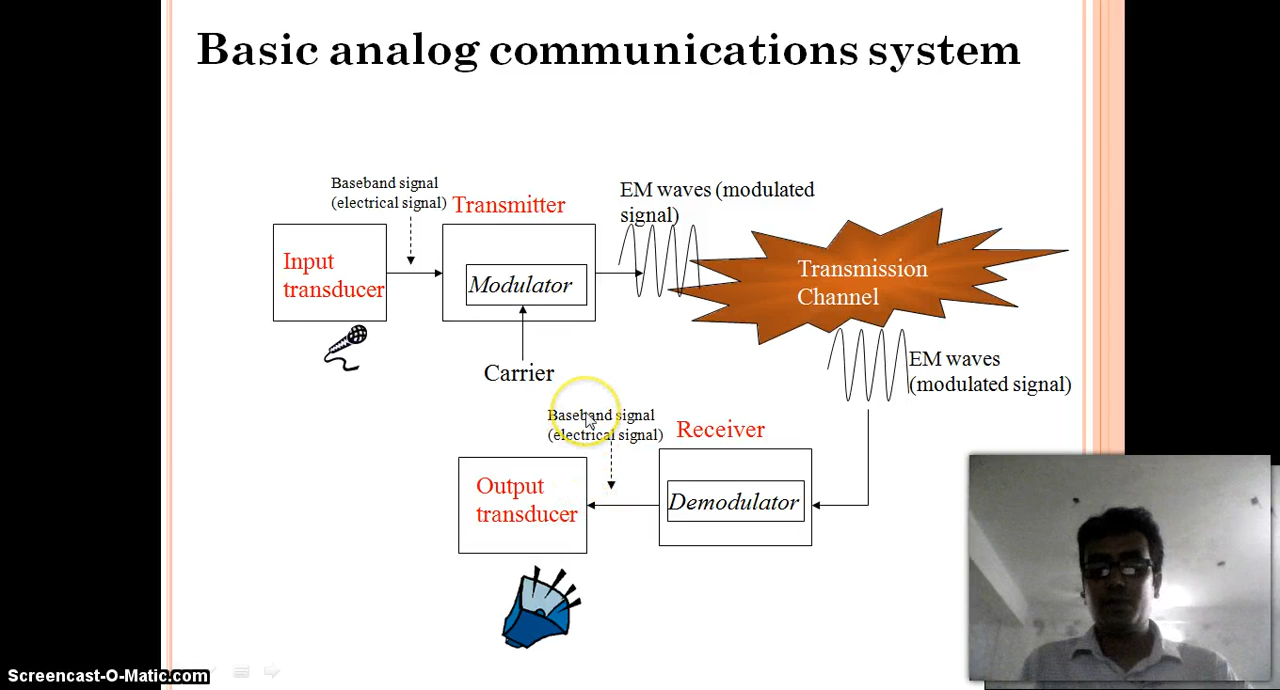 Basic analog communications system
Baseband signal
(electrical signal)
Transmitter
EM waves (modulated
signal)
Input
transducer
Modulator
Transmission
Channel
Carrier
EM waves
(modulated signal)
Baseband signal
(electrical signal)
Receiver
Output
transducer
Demodulator
Screencast-O-Matic.com